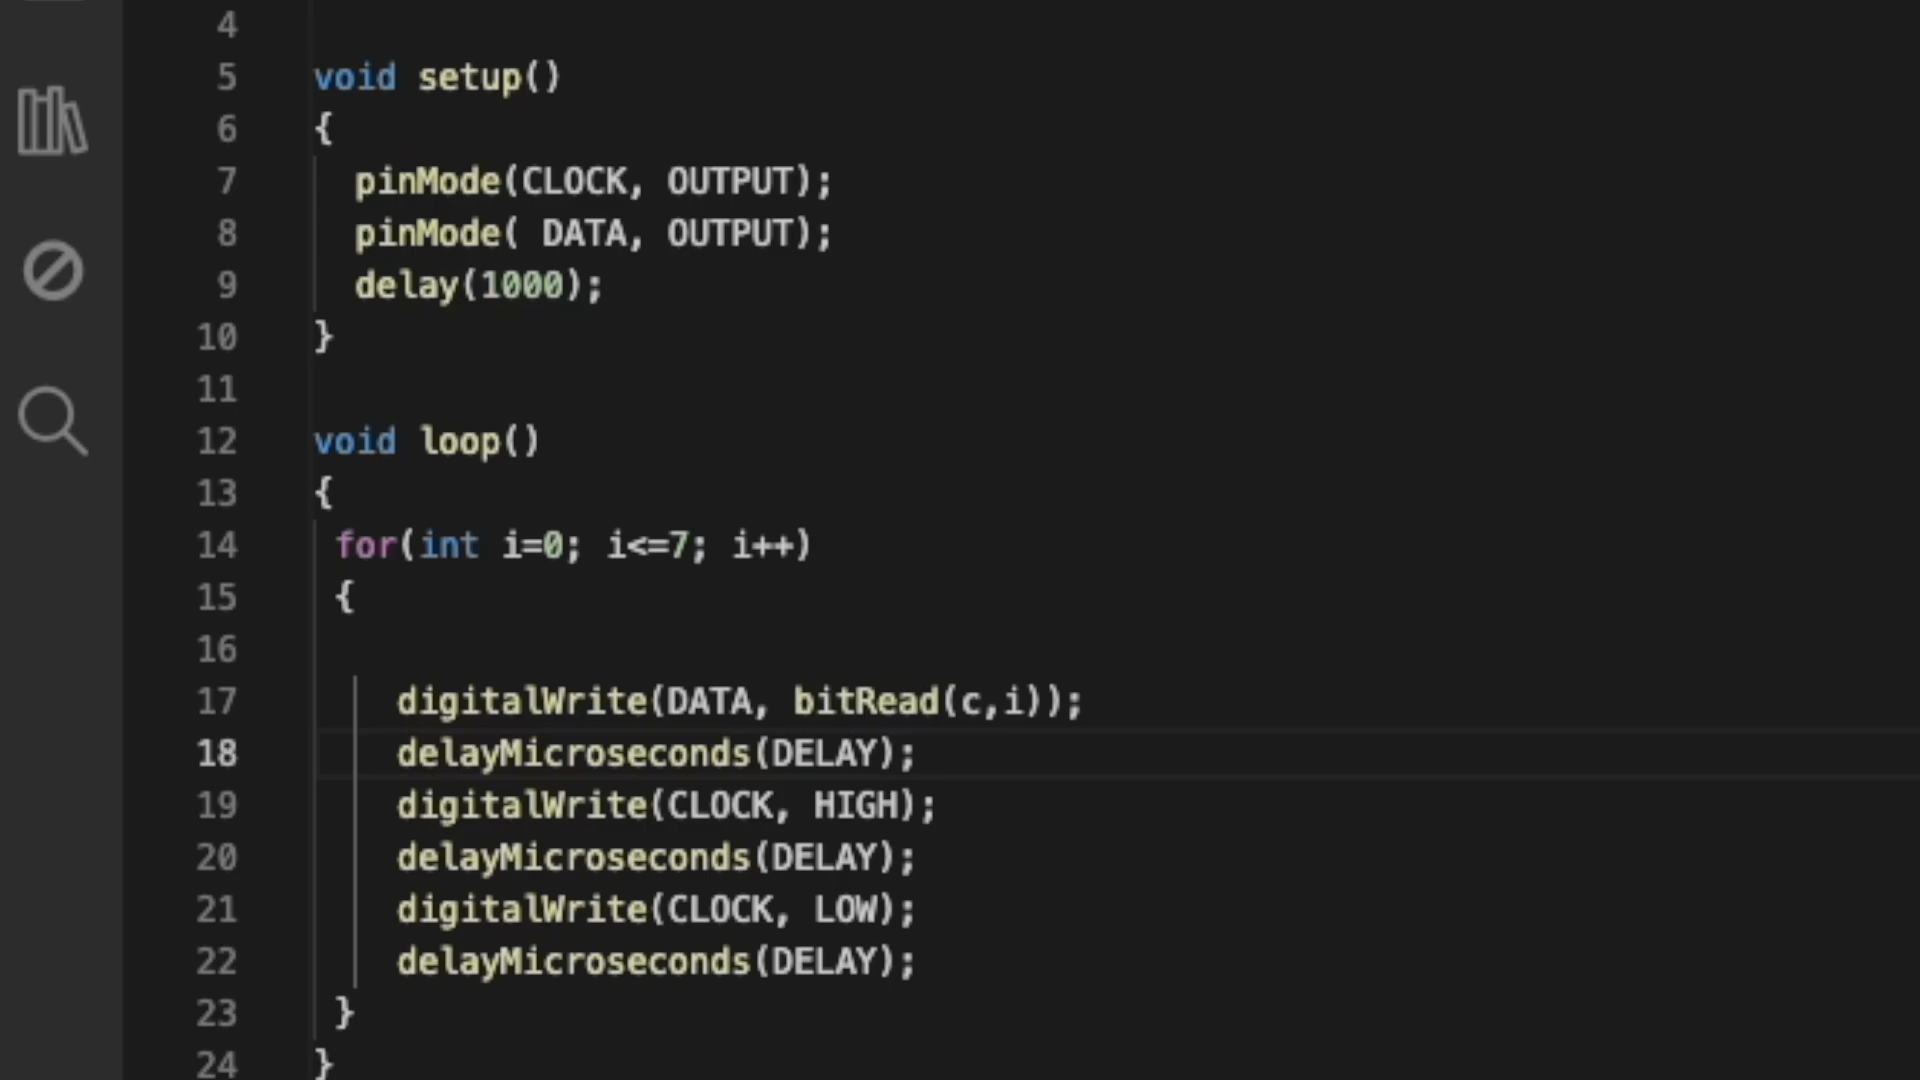 4
5 void setup()
6 {
7 pinMode(CLOCK, OUTPUT);
8 pinMode( DATA, OUTPUT);
9 delay(1000);
10 }
11
12 void loop()
13 {
14 for(int i=0; i<=7; i++)
15 {
16
17 digitalWrite(DATA, bitRead(c,i));
18 delayMicroseconds(DELAY);
19 digitalWrite(CLOCK, HIGH);
20 delayMicroseconds(DELAY);
21 digitalWrite(CLOCK, LOW);
22 delayMicroseconds(DELAY);
23 }
24 }